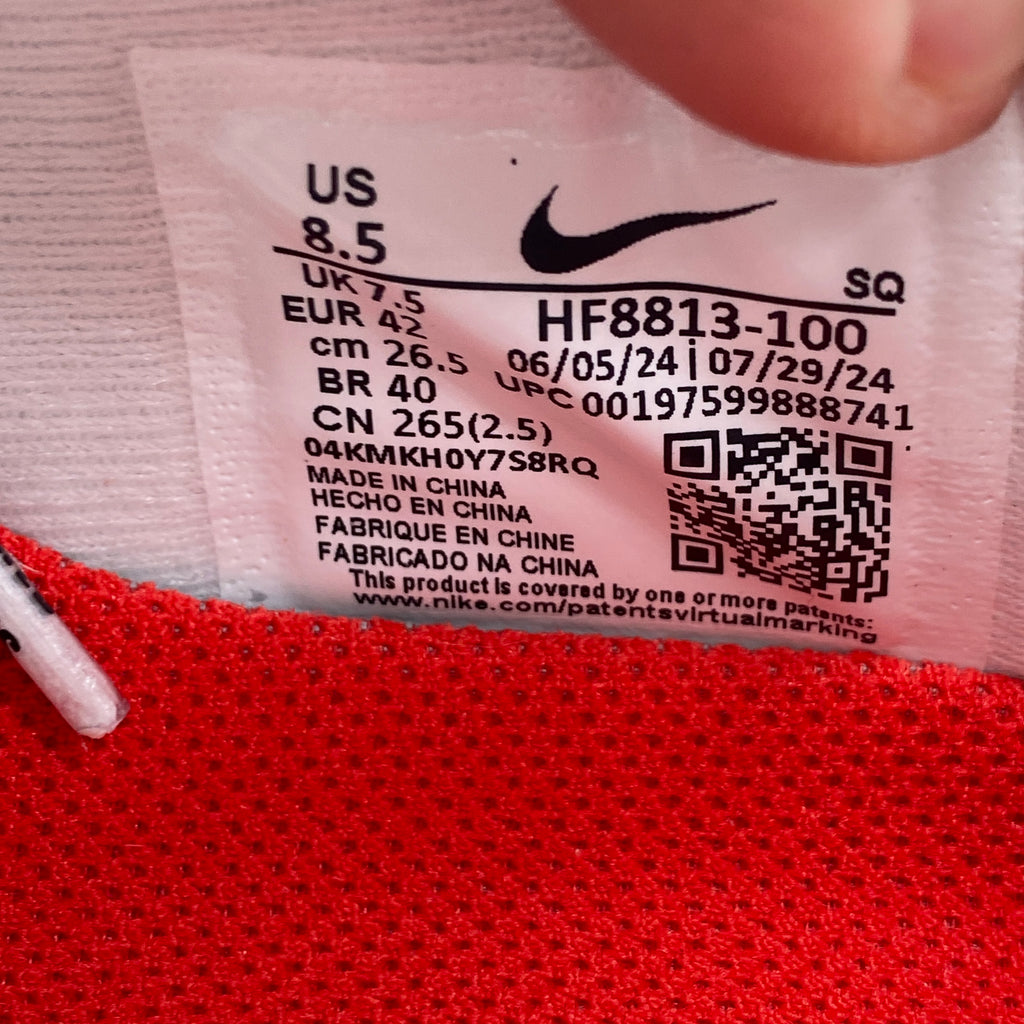 US
8.5
UK 7.5
EUR 42
cm 26.5
BR 40
CN 265(2.5)
04KMKH0Y7S8RQ
MADE IN CHINA
HECHO EN CHINA
FABRIQUE EN CHINE
FABRICADO NA CHINA
SQ
HF8813-100
06/05/24|07/29/24
UPC 00197599888741
This product is covered by one or more patents:
www.nike.com/patentsvirtualmarking